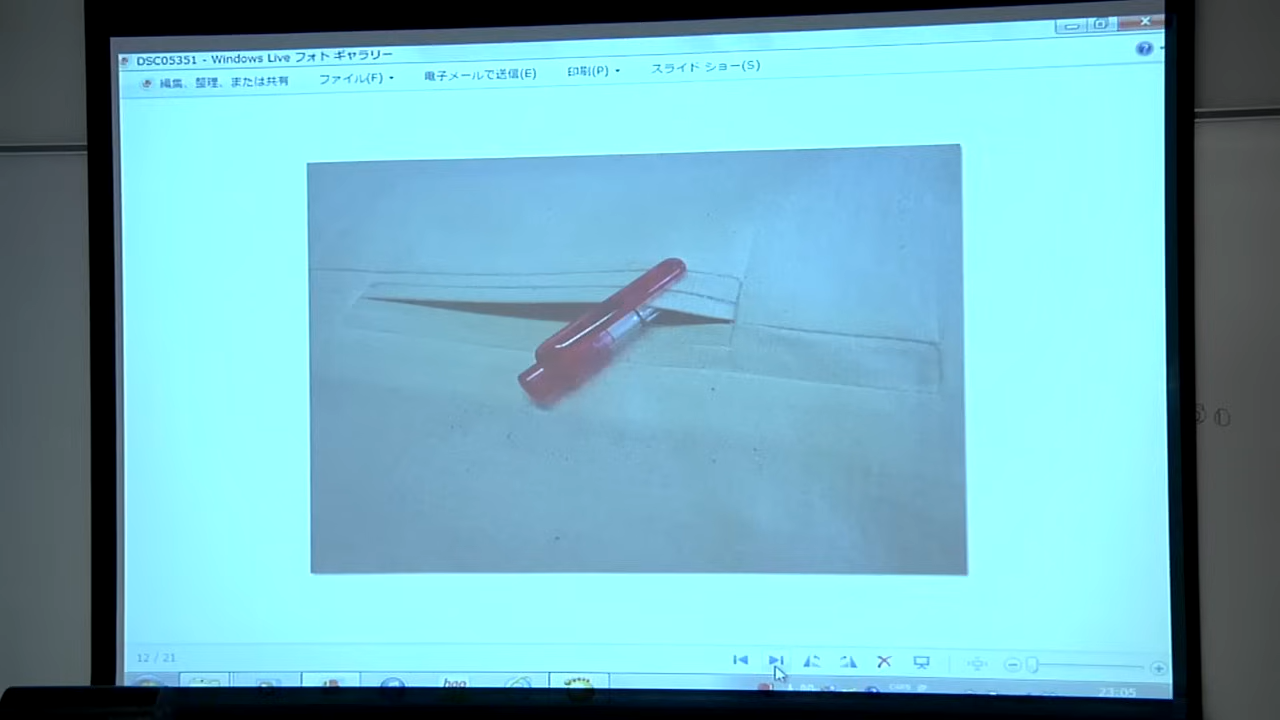 DSC05351 - Windows Live フォト ギャラリー
編集、整理、または共有 ファイル(F) 電子メールで送信(E) 印刷(P) スライド ショー(S)
12 / 21
23:05